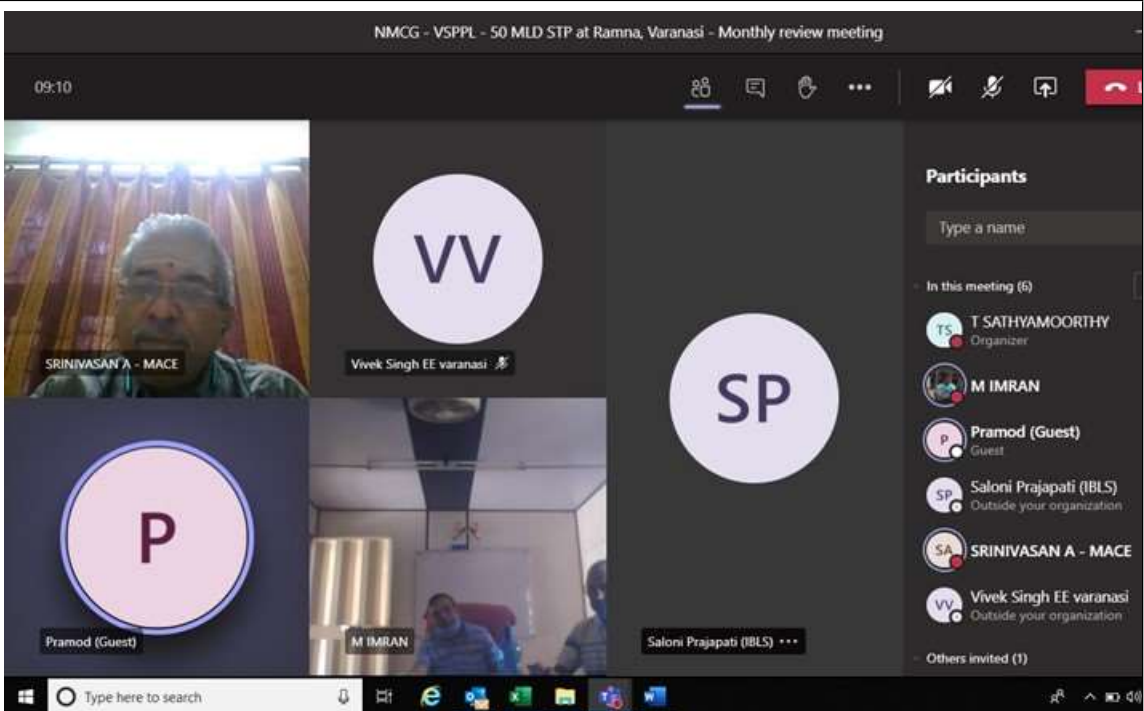 NMCG - VSPPL - 50 MLD STP at Ramna, Varanasi - Monthly review meeting
09:10
SRINIVASAN A - MACE
VV
Vivek Singh EE varanasi
P
Pramod (Guest)
M IMRAN
SP
Saloni Prajapati (IBLS)
Participants
Type a name
In this meeting (6)
TS
T SATHYAMOORTHY
Organizer
M IMRAN
P
Pramod (Guest)
Guest
SP
Saloni Prajapati (IBLS)
Outside your organization
SA
SRINIVASAN A - MACE
VV
Vivek Singh EE varanasi
Outside your organization
Others invited (1)
Type here to search